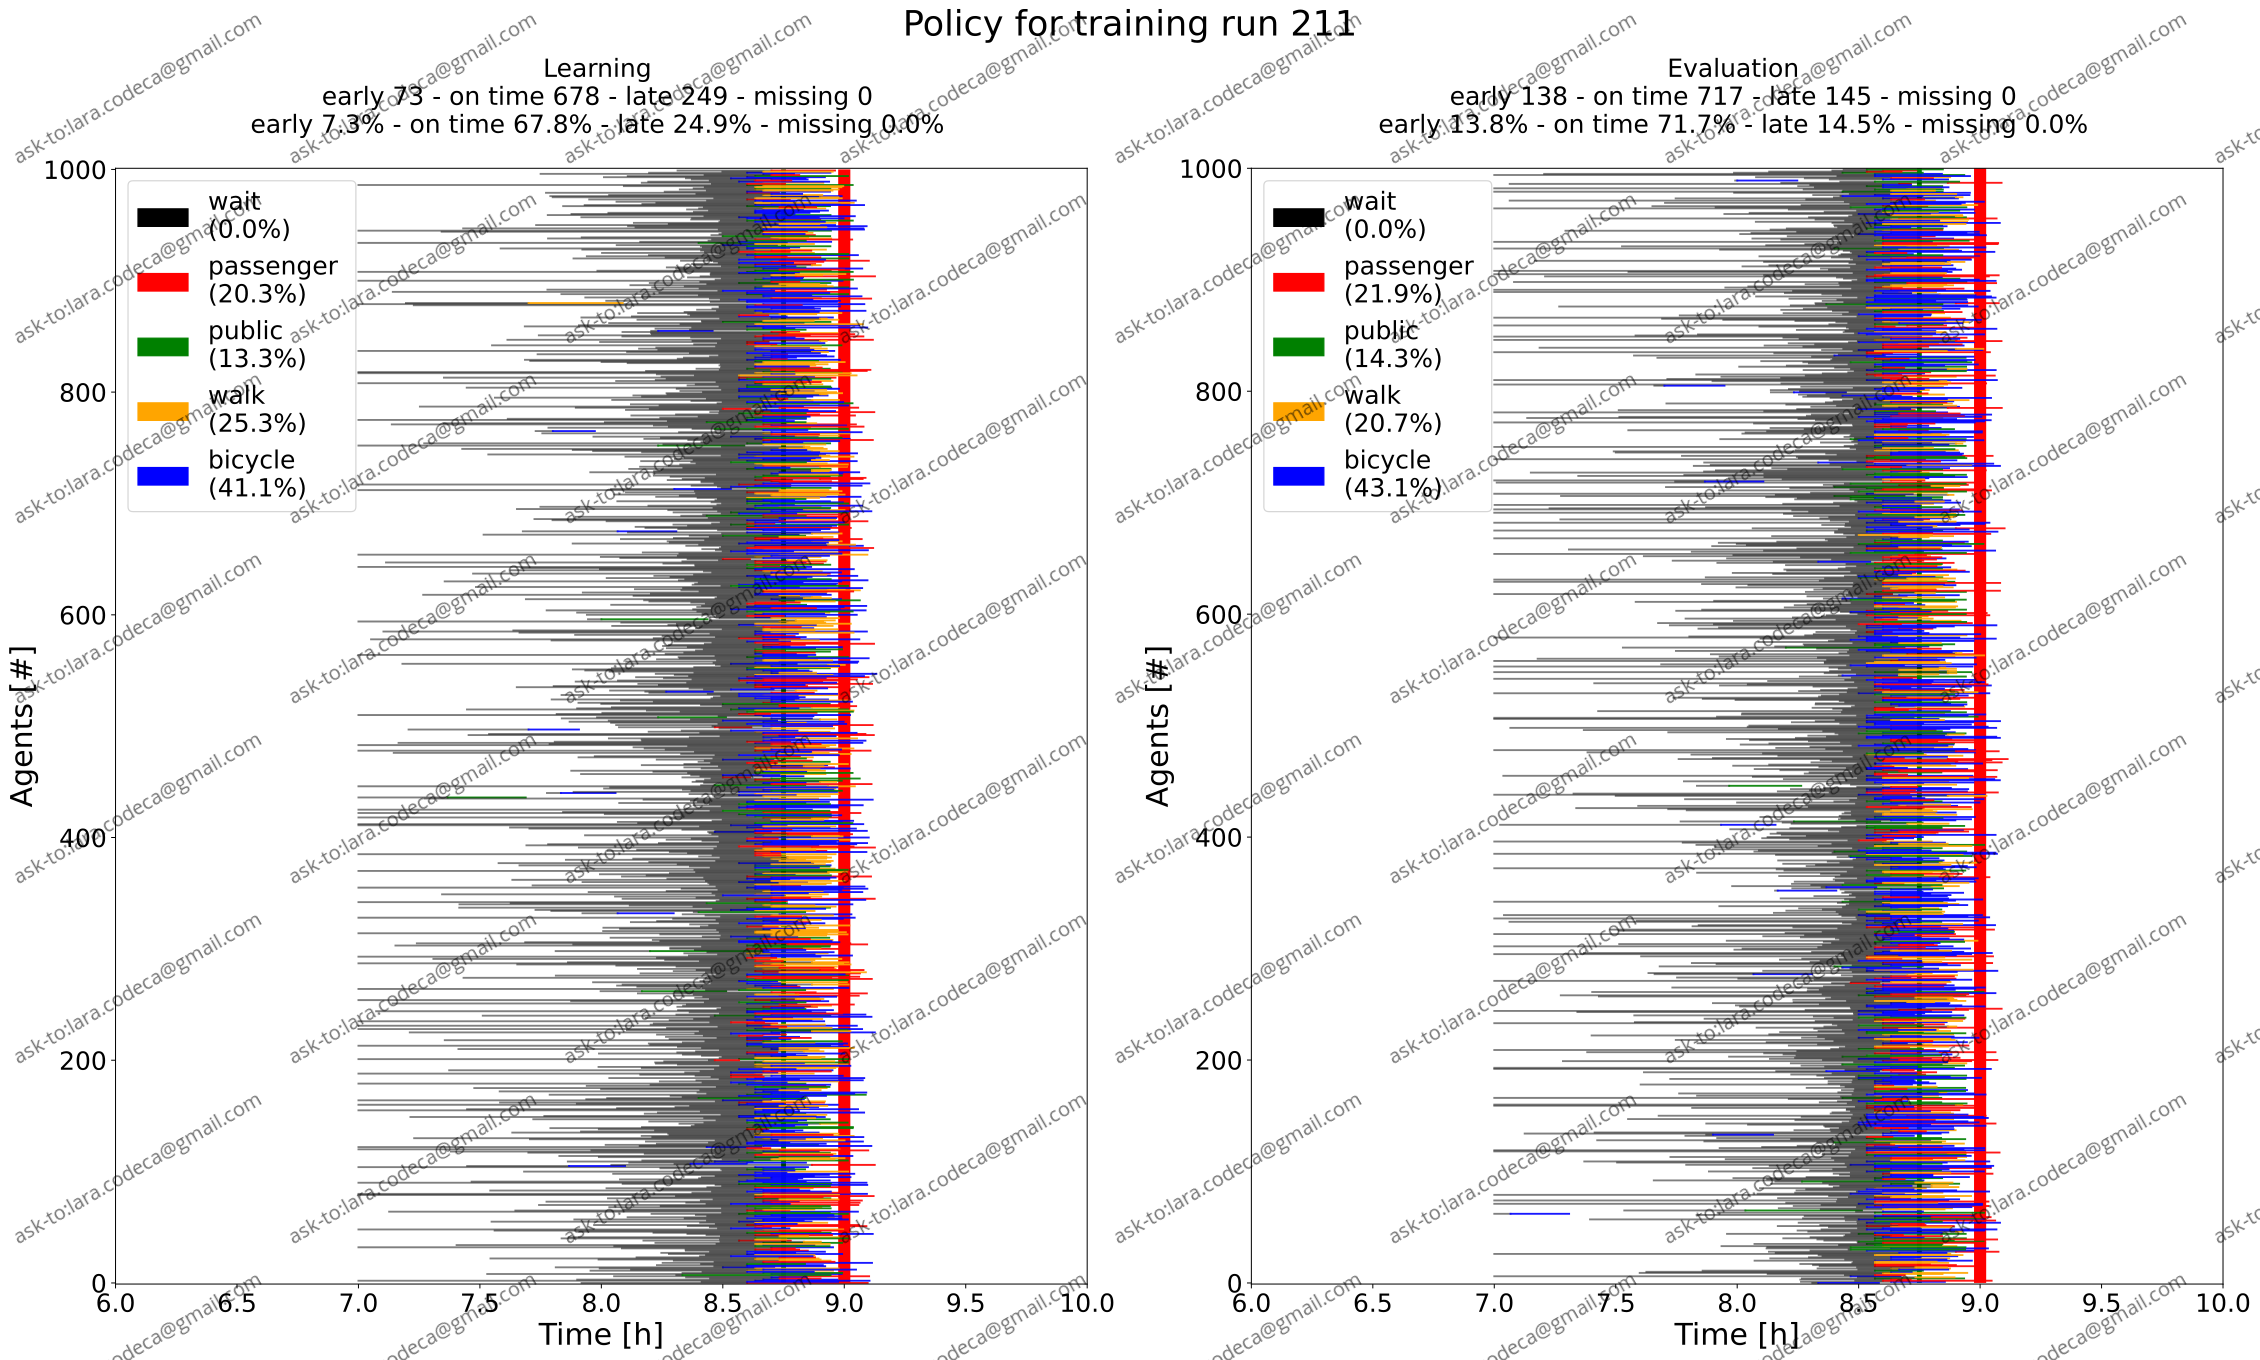 Policy for training run 211
Learning
early 73 - on time 678 - late 249 - missing 0
early 7.3% - on time 67.8% - late 24.9% - missing 0.0%
1000
800
600
400
200
0
Agents [#]
wait
(0.0%)
passenger
(20.3%)
public
(13.3%)
walk
(25.3%)
bicycle
(41.1%)
6.0 6.5 7.0 7.5 8.0 8.5 9.0 9.5 10.0
Time [h]
Evaluation
early 138 - on time 717 - late 145 - missing 0
early 13.8% - on time 71.7% - late 14.5% - missing 0.0%
1000
800
600
400
200
0
Agents [#]
wait
(0.0%)
passenger
(21.9%)
public
(14.3%)
walk
(20.7%)
bicycle
(43.1%)
6.0 6.5 7.0 7.5 8.0 8.5 9.0 9.5 10.0
Time [h]
ask-to:lara.codeca@gmail.com